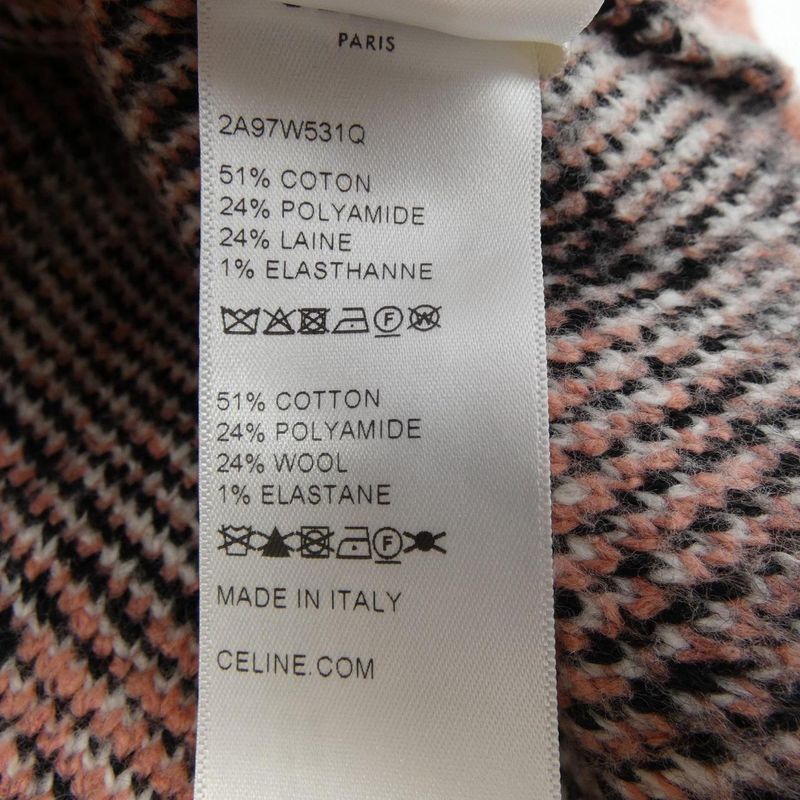 PARIS
2A97W531Q
51% COTON
24% POLYAMIDE
24% LAINE
1% ELASTHANNE
F W
51% COTTON
24% POLYAMIDE
24% WOOL
1% ELASTANE
F
MADE IN ITALY
CELINE.COM